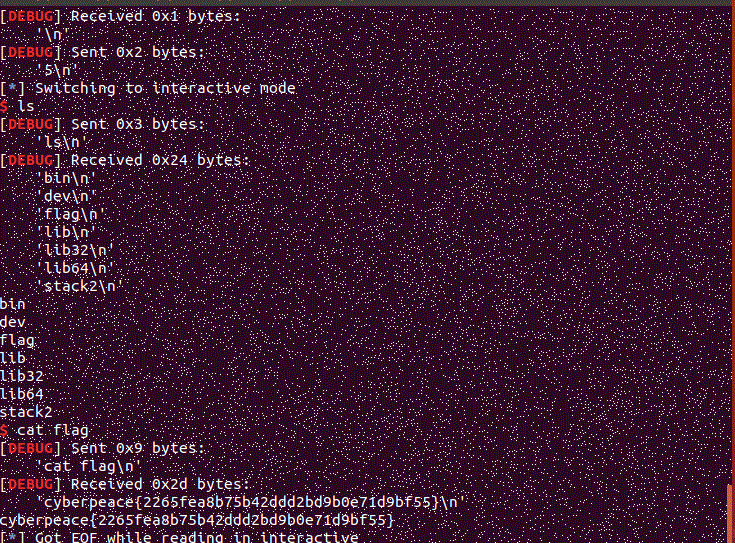 [DEBUG] Received 0x1 bytes:
    '\n'
[DEBUG] Sent 0x2 bytes:
    '5\n'
[*] Switching to interactive mode
$ ls
[DEBUG] Sent 0x3 bytes:
    'ls\n'
[DEBUG] Received 0x24 bytes:
    'bin\n'
    'dev\n'
    'flag\n'
    'lib\n'
    'lib32\n'
    'lib64\n'
    'stack2\n'
bin
dev
flag
lib
lib32
lib64
stack2
$ cat flag
[DEBUG] Sent 0x9 bytes:
    'cat flag\n'
[DEBUG] Received 0x2d bytes:
    'cyberpeace{2265fea8b75b42ddd2bd9b0e71d9bf55}\n'
cyberpeace{2265fea8b75b42ddd2bd9b0e71d9bf55}
[*] Got EOF while reading in interactive